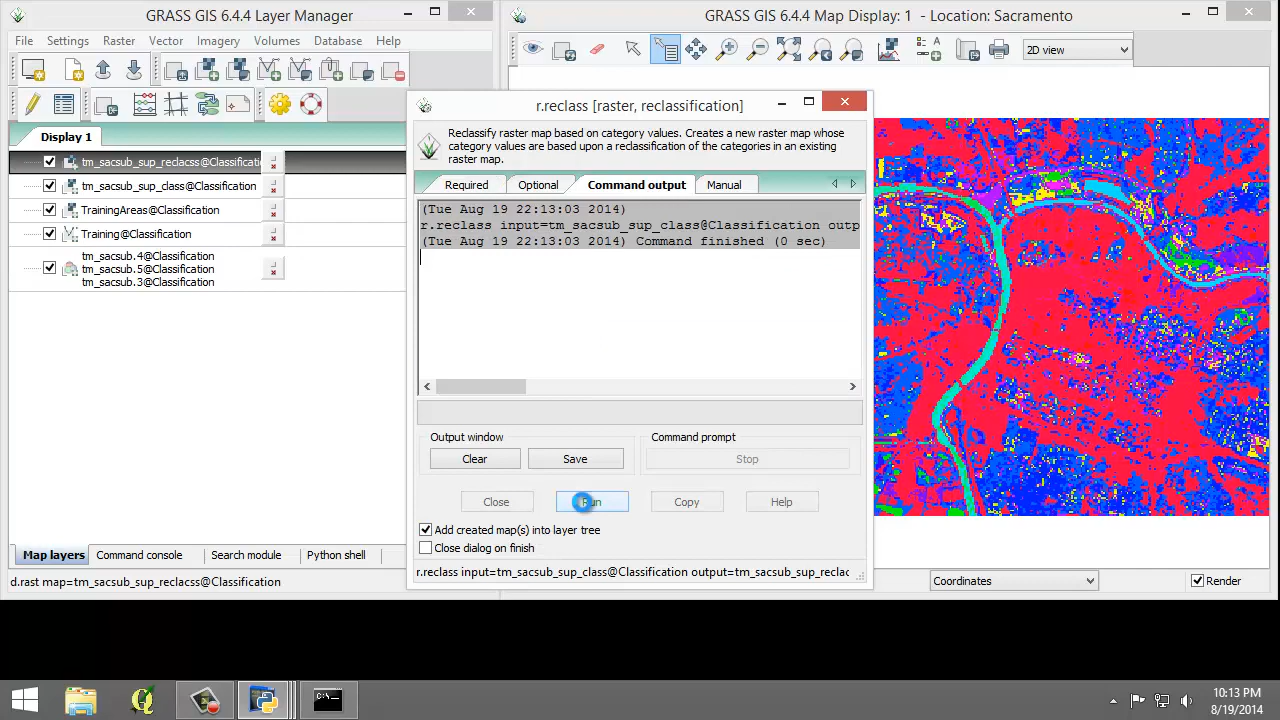 GRASS GIS 6.4.4 Layer Manager
File Settings Raster Vector Imagery Volumes Database Help
Display 1
tm_sacsub_sup_reclacss@Classificati
tm_sacsub_sup_class@Classification
TrainingAreas@Classification
Training@Classification
tm_sacsub.4@Classification
tm_sacsub.5@Classification
tm_sacsub.3@Classification
Map layers Command console Search module Python shell
d.rast map=tm_sacsub_sup_reclacss@Classification
GRASS GIS 6.4.4 Map Display: 1 - Location: Sacramento
2D view
r.reclass [raster, reclassification]
Reclassify raster map based on category values. Creates a new raster map whose
category values are based upon a reclassification of the categories in an existing
raster map.
Required Optional Command output Manual
(Tue Aug 19 22:13:03 2014)
r.reclass input=tm_sacsub_sup_class@Classification outp
(Tue Aug 19 22:13:03 2014) Command finished (0 sec)
Output window Command prompt
Clear Save Stop
Close Run Copy Help
Add created map(s) into layer tree
Close dialog on finish
r.reclass input=tm_sacsub_sup_class@Classification output=tm_sacsub_sup_reclac
Coordinates Render
10:13 PM
8/19/2014